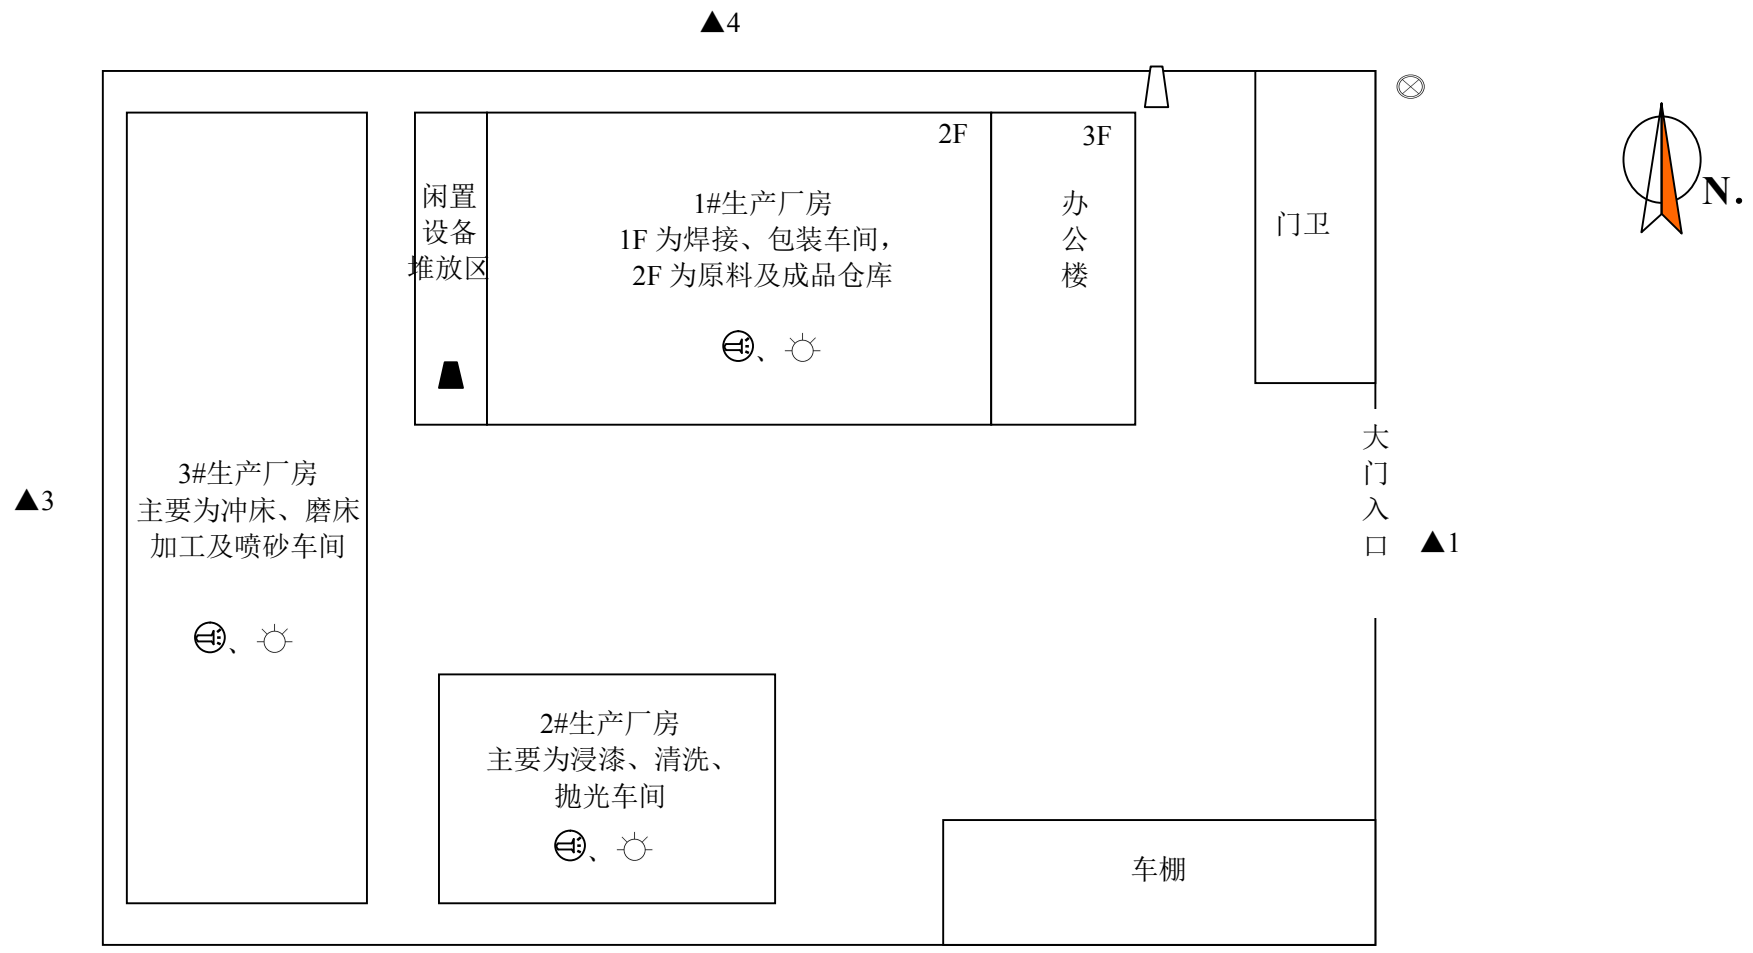 ▲4
2F
3F
闲置
设备
堆放区
1#生产厂房
1F 为焊接、包装车间，
2F 为原料及成品仓库
、
办
公
楼
门卫
N.
大
门
入
口
▲1
▲3
3#生产厂房
主要为冲床、磨床
加工及喷砂车间
、
2#生产厂房
主要为浸漆、清洗、
抛光车间
、
车棚